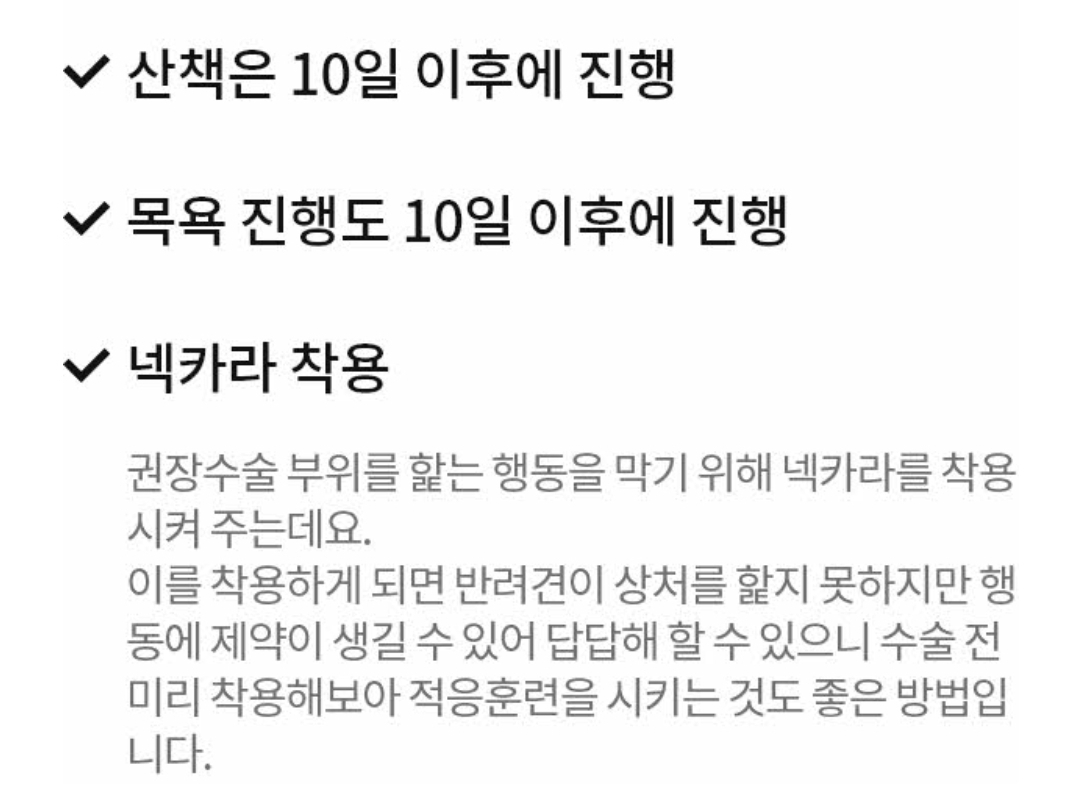 ✓ 산책은 10일 이후에 진행
✓ 목욕 진행도 10일 이후에 진행
✓ 넥카라 착용
권장수술 부위를 핥는 행동을 막기 위해 넥카라를 착용
시켜 주는데요.
이를 착용하게 되면 반려견이 상처를 핥지 못하지만 행
동에 제약이 생길 수 있어 답답해 할 수 있으니 수술 전
미리 착용해보아 적응훈련을 시키는 것도 좋은 방법입
니다.